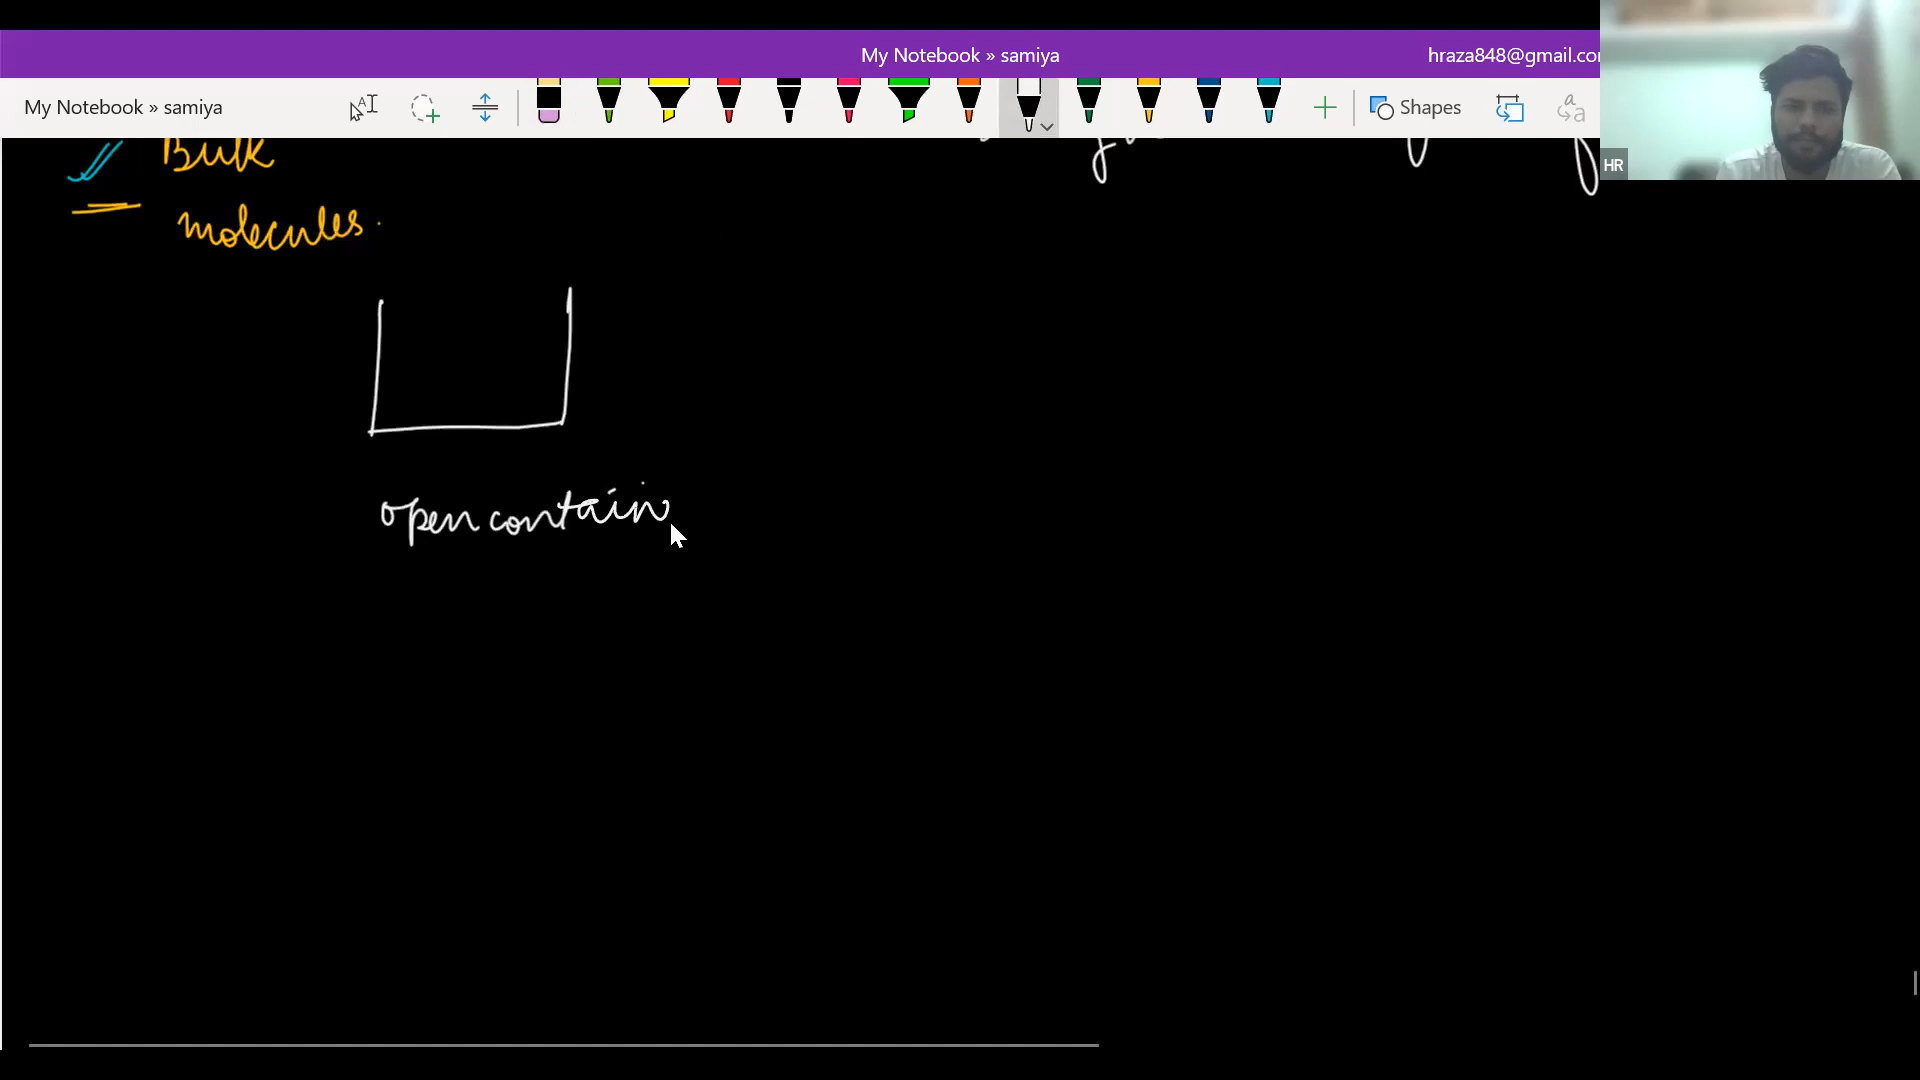 My Notebook » samiya
hraza848@gmail.co
My Notebook » samiya
Shapes
HR
Bulk
molecules.
open contain